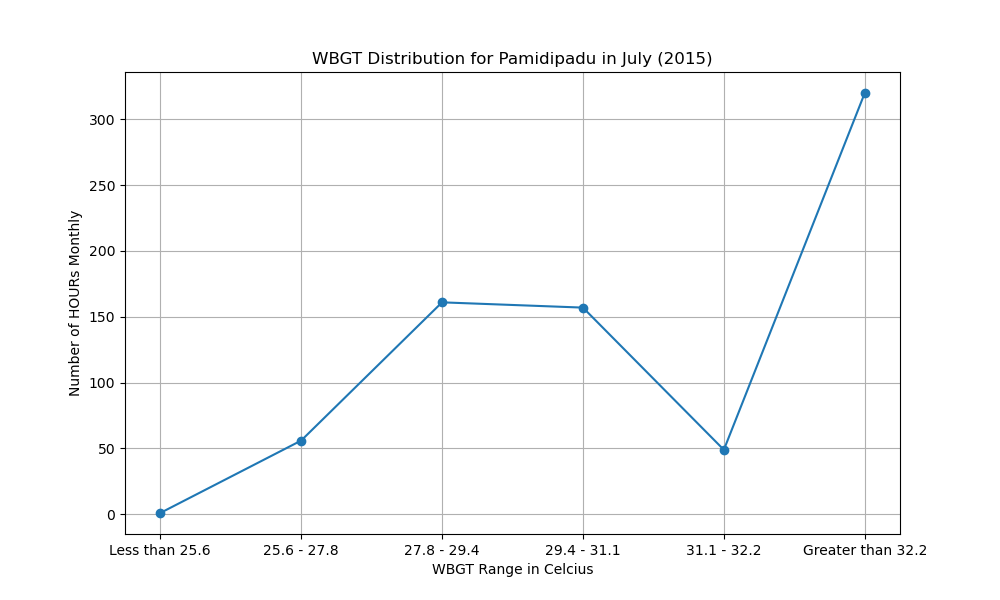 WBGT Distribution for Pamidipadu in July (2015)
Number of HOURs Monthly
300
250
200
150
100
50
0
Less than 25.6
25.6 - 27.8
27.8 - 29.4
29.4 - 31.1
31.1 - 32.2
Greater than 32.2
WBGT Range in Celcius